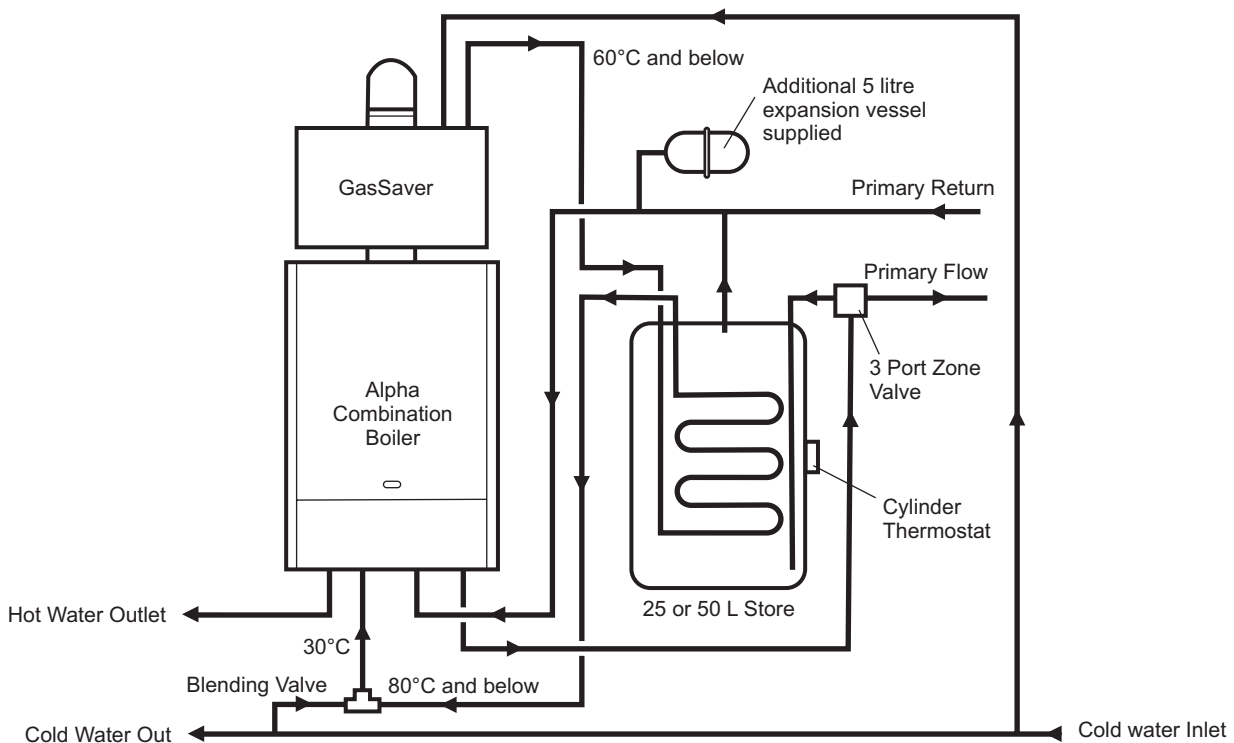 60°C and below
Additional 5 litre
expansion vessel
supplied
GasSaver
Primary Return
Primary Flow
3 Port Zone
Valve
Alpha
Combination
Boiler
Cylinder
Thermostat
25 or 50 L Store
Hot Water Outlet
30°C
Blending Valve
80°C and below
Cold Water Out
Cold water Inlet